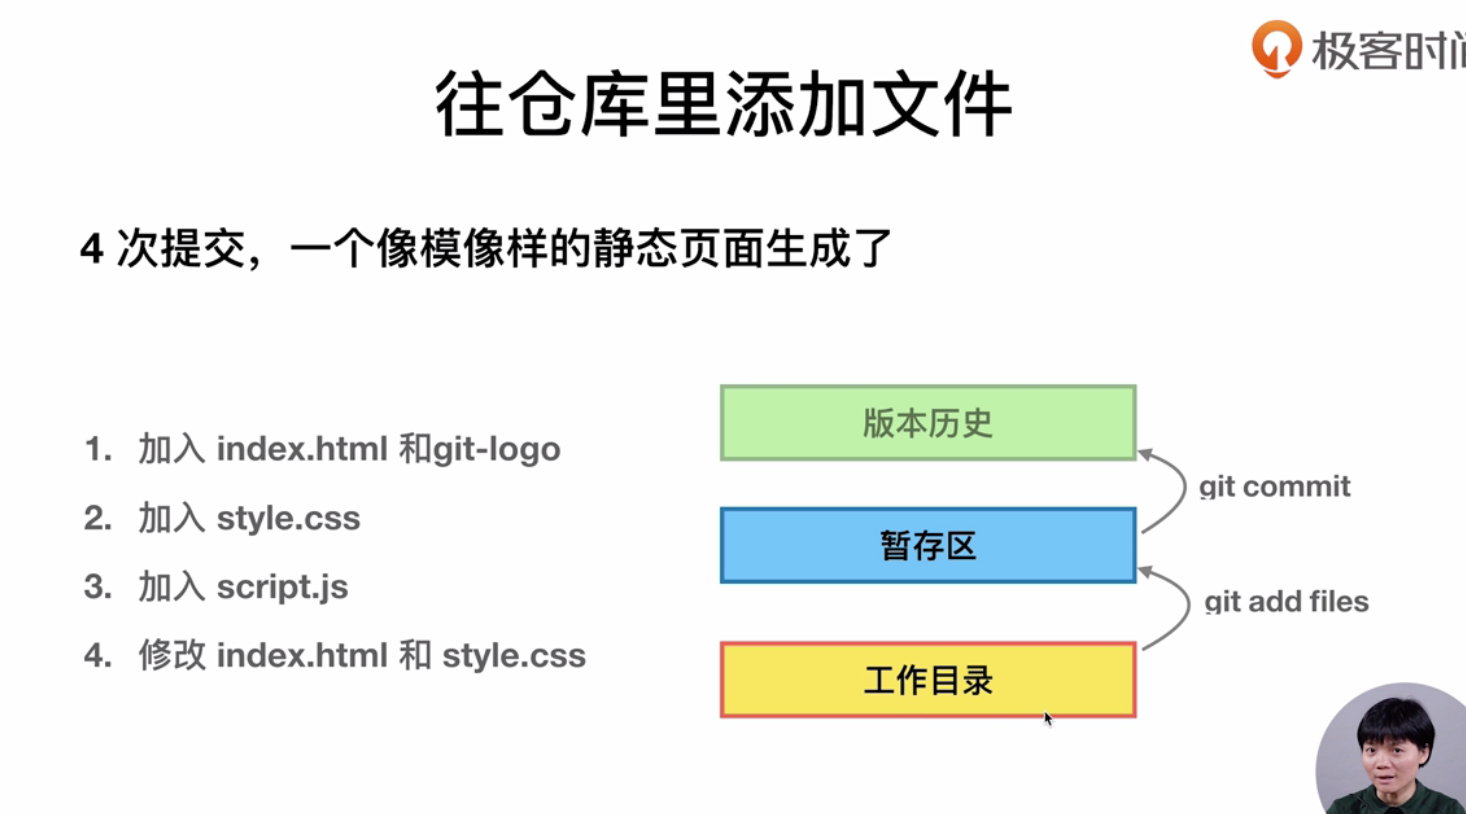 极客时间
往仓库里添加文件
4 次提交，一个像模像样的静态页面生成了
1. 加入 index.html 和git-logo
2. 加入 style.css
3. 加入 script.js
4. 修改 index.html 和 style.css
版本历史
git commit
暂存区
git add files
工作目录